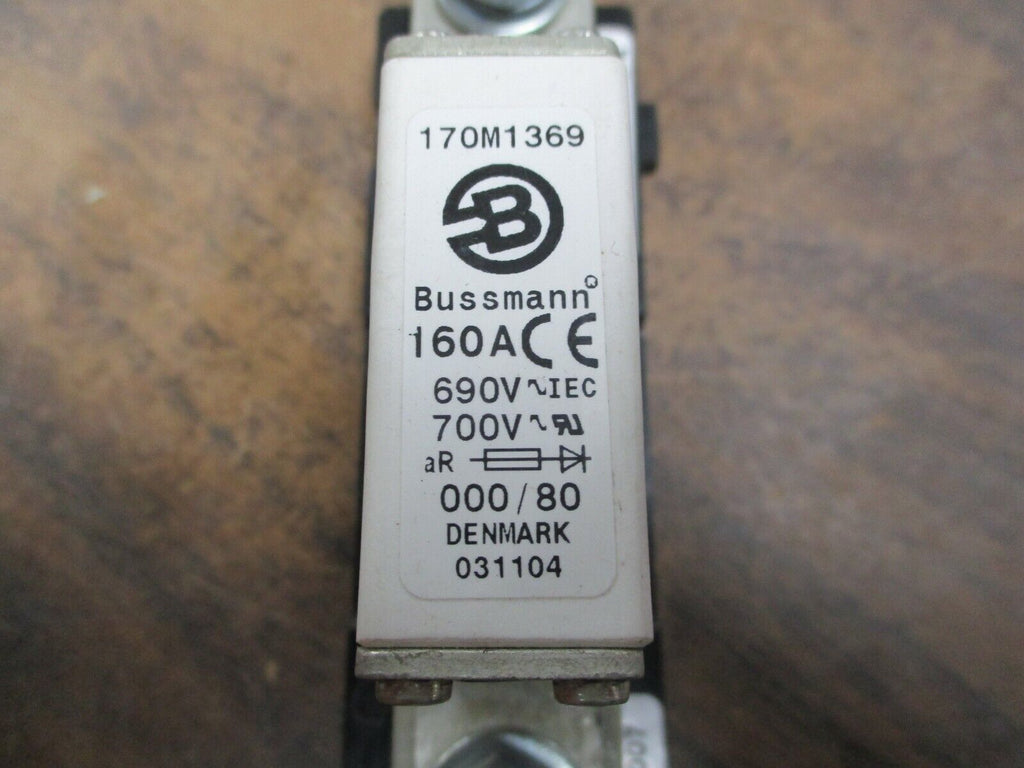 170M1369
B
Bussmann®
160A CE
690V~IEC
700V~
aR
000/80
DENMARK
031104